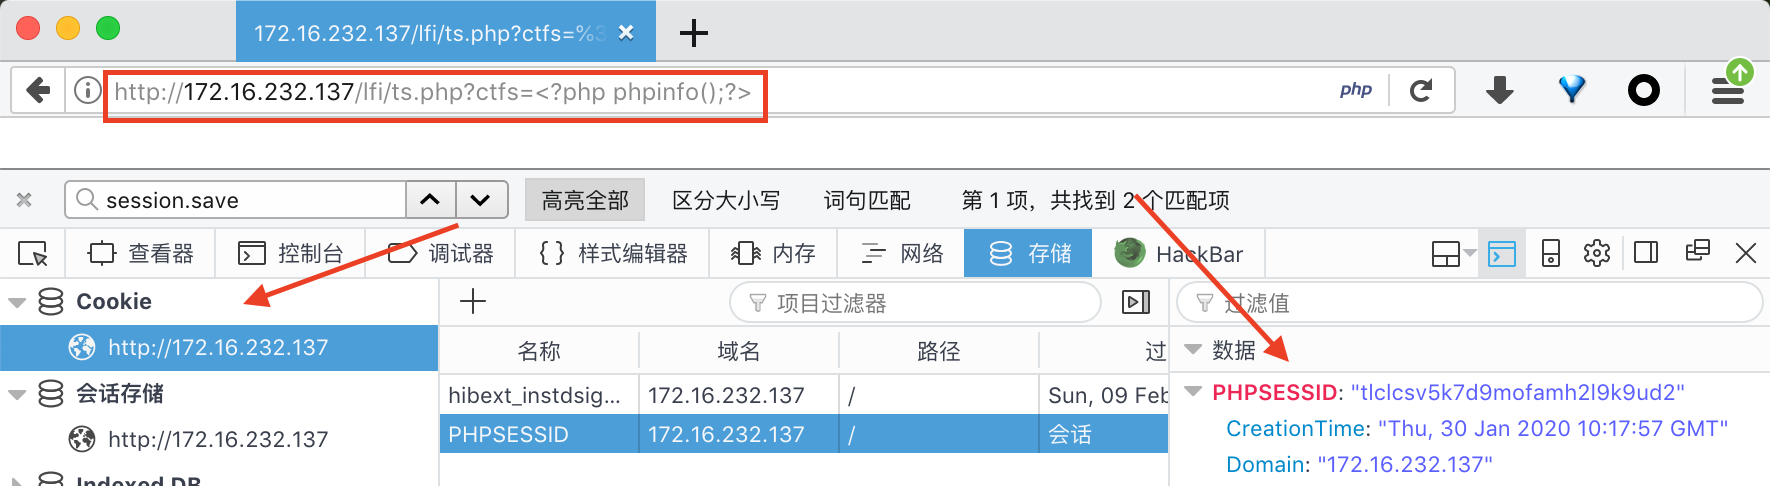 172.16.232.137/lfi/ts.php?ctfs=%3
http://172.16.232.137/lfi/ts.php?ctfs=<?php phpinfo();?>
php
session.save
高亮全部
区分大小写
词句匹配
第 1 项，共找到 2 个匹配项
查看器
控制台
调试器
样式编辑器
内存
网络
存储
HackBar
Cookie
http://172.16.232.137
会话存储
http://172.16.232.137
Indexed DB
项目过滤器
名称 域名 路径 过
hibext_instdsig... 172.16.232.137 / Sun, 09 Feb
PHPSESSID 172.16.232.137 / 会话
过滤值
数据
PHPSESSID: "tlclcsv5k7d9mofamh2l9k9ud2"
CreationTime: "Thu, 30 Jan 2020 10:17:57 GMT"
Domain: "172.16.232.137"